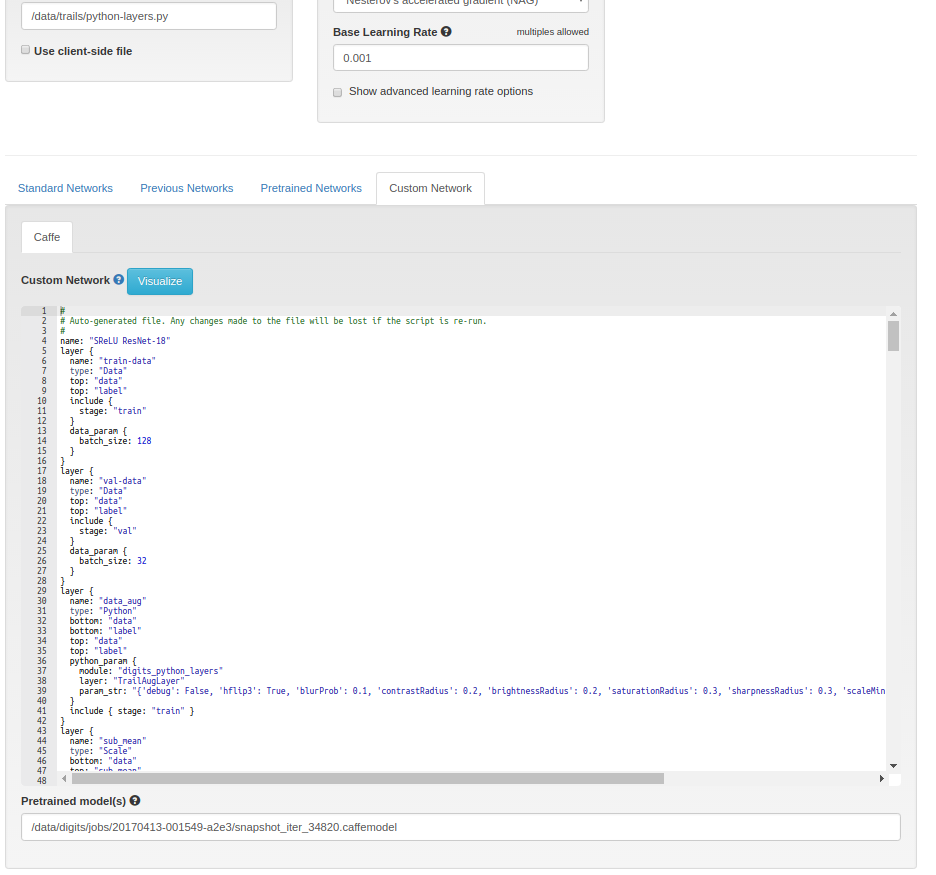 /data/trails/python-layers.py
Use client-side file
Nesterov's accelerated gradient (NAG)
Base Learning Rate multiples allowed
0.001
Show advanced learning rate options
Standard Networks Previous Networks Pretrained Networks Custom Network
Caffe
Custom Network Visualize
1 #
2 # Auto-generated file. Any changes made to the file will be lost if the script is re-run.
3 #
4 name: "SReLU ResNet-18"
5 layer {
6 name: "train-data"
7 type: "Data"
8 top: "data"
9 top: "label"
10 include {
11 stage: "train"
12 }
13 data_param {
14 batch_size: 128
15 }
16 }
17 layer {
18 name: "val-data"
19 type: "Data"
20 top: "data"
21 top: "label"
22 include {
23 stage: "val"
24 }
25 data_param {
26 batch_size: 32
27 }
28 }
29 layer {
30 name: "data_aug"
31 type: "Python"
32 bottom: "data"
33 bottom: "label"
34 top: "data"
35 top: "label"
36 python_param {
37 module: "digits_python_layers"
38 layer: "TrailAugLayer"
39 param_str: "{'debug': False, 'hflip3': True, 'blurProb': 0.1, 'contrastRadius': 0.2, 'brightnessRadius': 0.2, 'saturationRadius': 0.3, 'sharpnessRadius': 0.3, 'scaleMin
40 }
41 include { stage: "train" }
42 }
43 layer {
44 name: "sub_mean"
45 type: "Scale"
46 bottom: "data"
47 top: "sub_mean"
48
Pretrained model(s)
/data/digits/jobs/20170413-001549-a2e3/snapshot_iter_34820.caffemodel